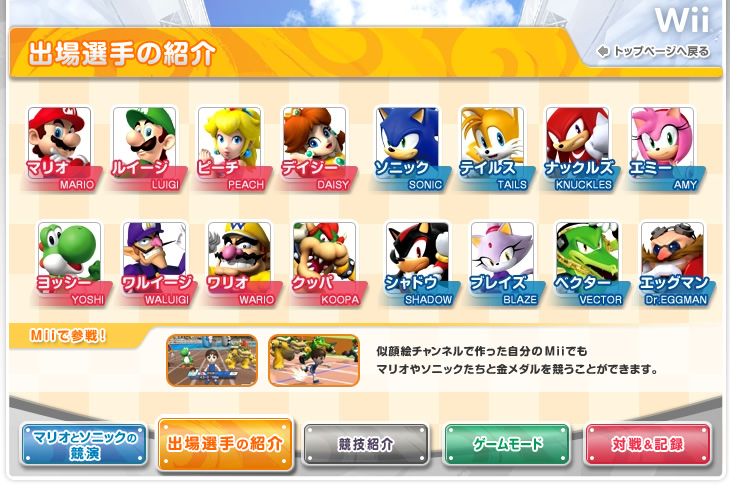 Wii
出場選手の紹介
トップページへ戻る
マリオ
MARIO
ルイージ
LUIGI
ピーチ
PEACH
デイジー
DAISY
ソニック
SONIC
テイルス
TAILS
ナックルズ
KNUCKLES
エミー
AMY
ヨッシー
YOSHI
ワルイージ
WALUIGI
ワリオ
WARIO
クッパ
KOOPA
シャドウ
SHADOW
ブレイズ
BLAZE
ベクター
VECTOR
エッグマン
Dr.EGGMAN
Miiで参戦!
似顔絵チャンネルで作った自分のMiiでも
マリオやソニックたちと金メダルを競うことができます。
マリオとソニックの
競演
出場選手の紹介
競技紹介
ゲームモード
対戦&記録